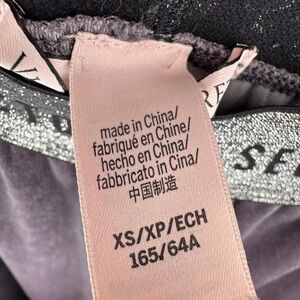 made in China/
fabriqué en Chine/
hecho en China/
fabbricato in Cina/
中国制造
XS/XP/ECH
165/64A